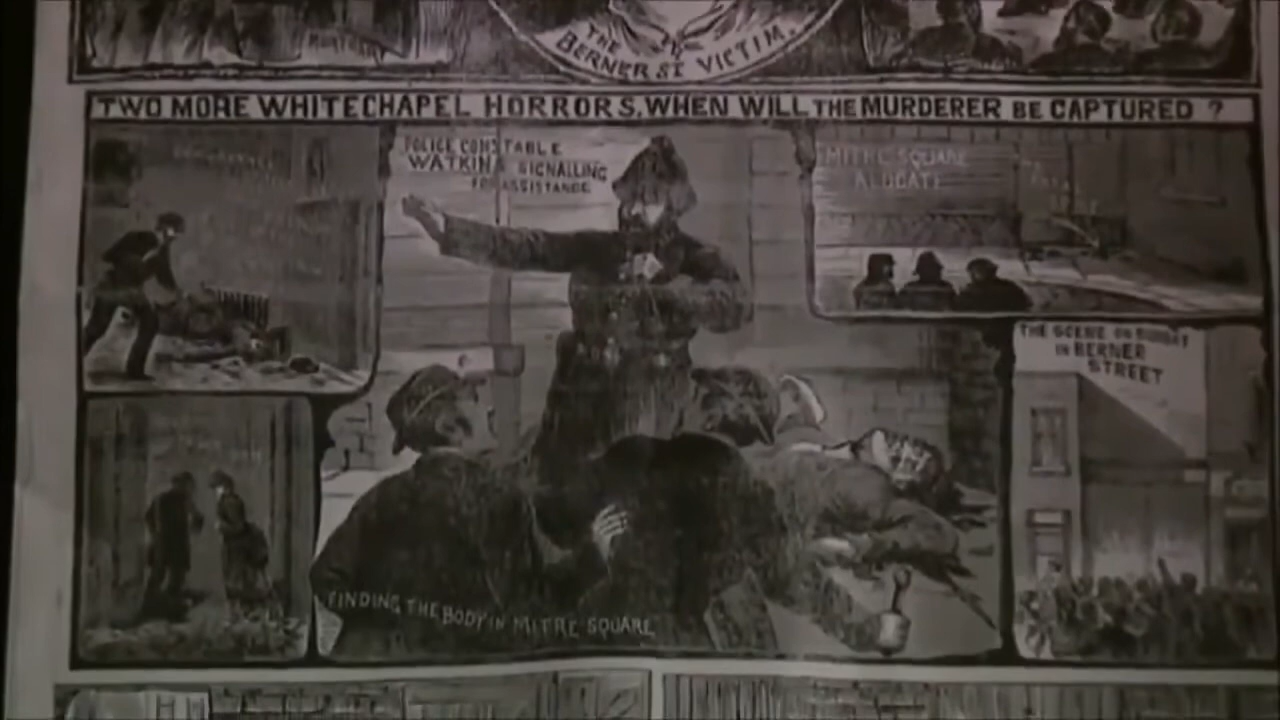 THE
BERNER ST VICTIM.
TWO MORE WHITECHAPEL HORRORS. WHEN WILL THE MURDERER BE CAPTURED ?
POLICE CONSTABLE
WATKINS SIGNALLING
FOR ASSISTANCE
MITRE SQUARE
ALDGATE
THE SCENE ON SUNDAY
IN BERNER
STREET
FINDING THE BODY IN MITRE SQUARE